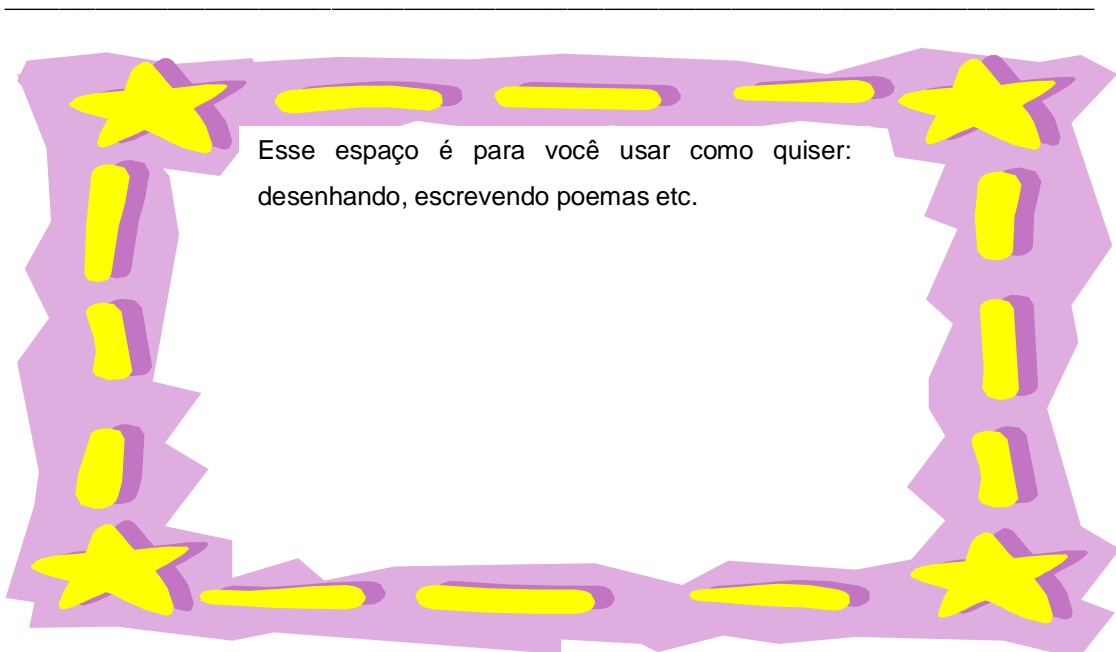 Esse espaço é para você usar como quiser:
desenhando, escrevendo poemas etc.